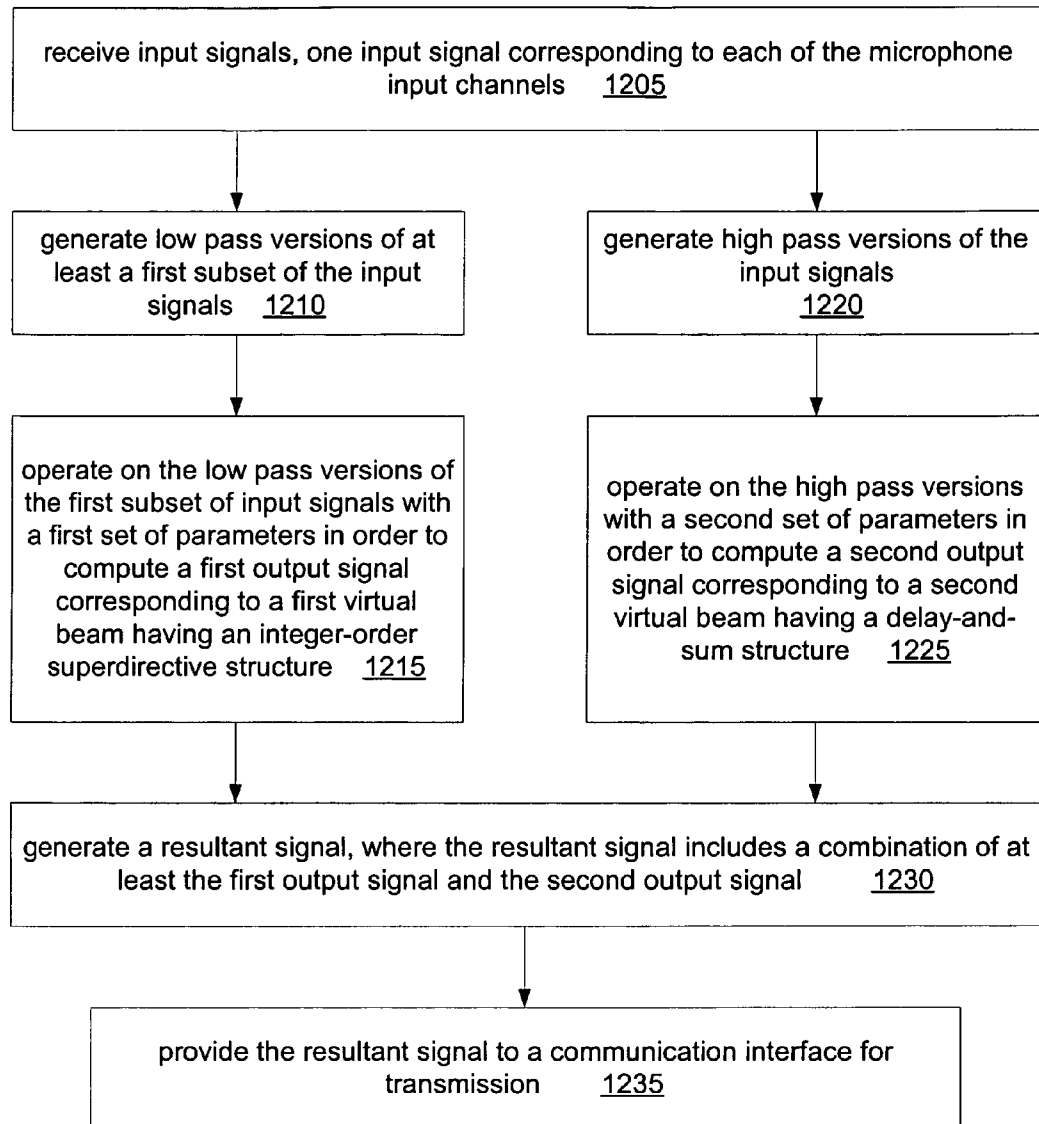 receive input signals, one input signal corresponding to each of the microphone
input channels 1205
generate low pass versions of at
least a first subset of the input
signals 1210
generate high pass versions of the
input signals
1220
operate on the low pass versions of
the first subset of input signals with
a first set of parameters in order to
compute a first output signal
corresponding to a first virtual
beam having an integer-order
superdirective structure 1215
operate on the high pass versions
with a second set of parameters in
order to compute a second output
signal corresponding to a second
virtual beam having a delay-and-
sum structure 1225
generate a resultant signal, where the resultant signal includes a combination of at
least the first output signal and the second output signal 1230
provide the resultant signal to a communication interface for
transmission 1235